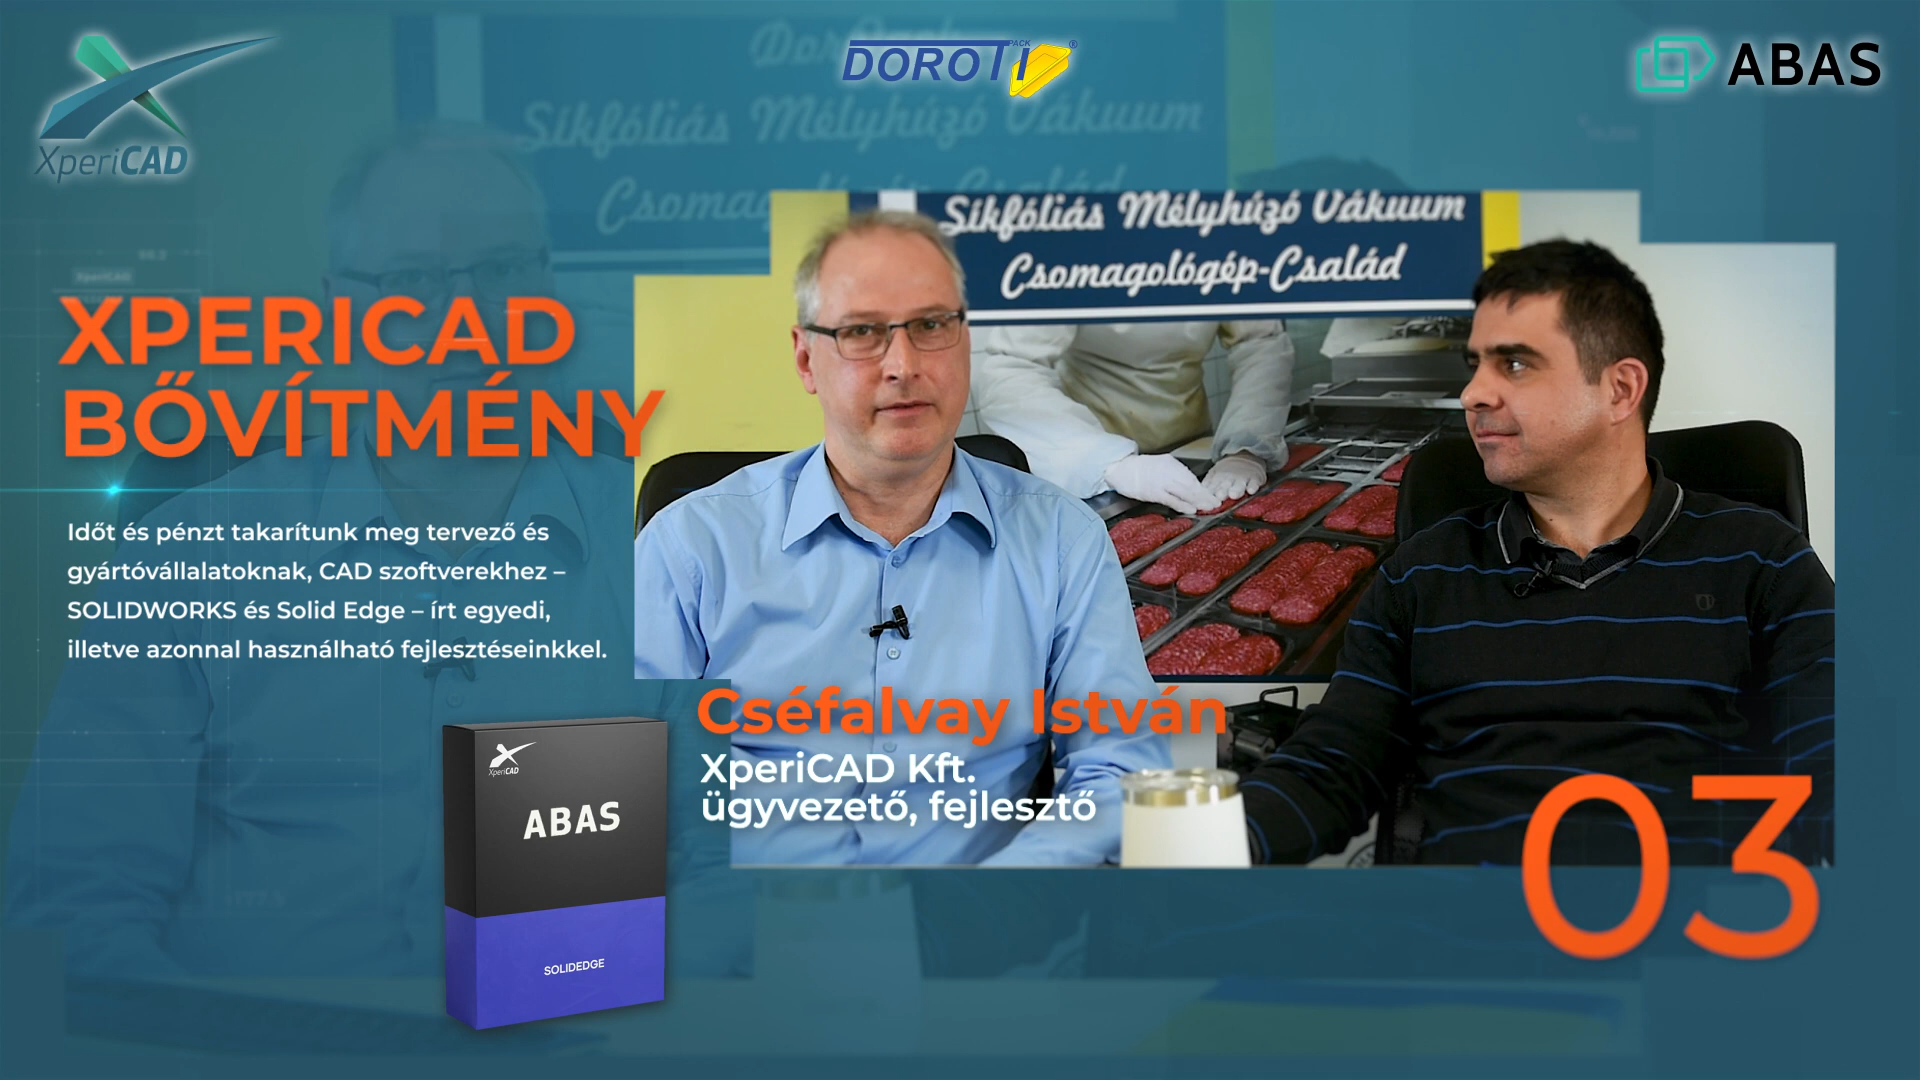 XperiCAD
DOROTI
PACK
®
ABAS
Síkfóliás Mélyhúzó Vákuum
Csomagológép-Család
XPERICAD
BŐVÍTMÉNY
Időt és pénzt takarítunk meg tervező és
gyártóvállalatoknak, CAD szoftverekhez –
SOLIDWORKS és Solid Edge – írt egyedi,
illetve azonnal használható fejlesztéseinkkel.
Cséfalvay István
XperiCAD Kft.
ügyvezető, fejlesztő
XperiCAD
ABAS
SOLIDEDGE
03